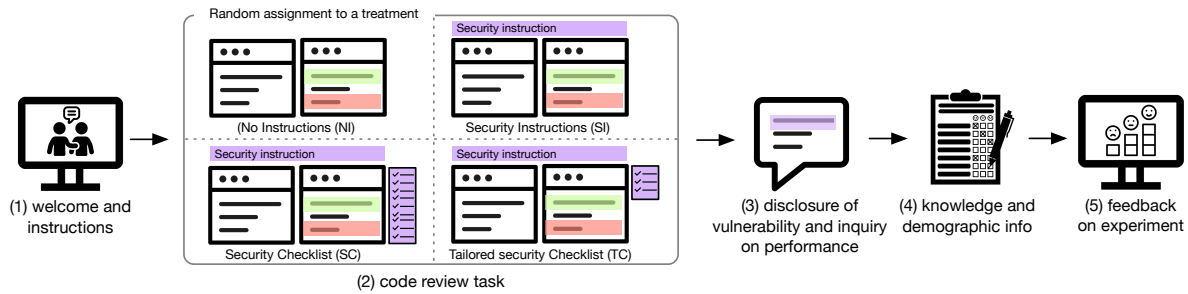 Random assignment to a treatment
Security instruction
(No Instructions (NI)
Security Instructions (SI)
Security instruction
Security instruction
Security Checklist (SC)
Tailored security Checklist (TC)
(1) welcome and
instructions
(2) code review task
(3) disclosure of
vulnerability and inquiry
on performance
(4) knowledge and
demographic info
(5) feedback
on experiment